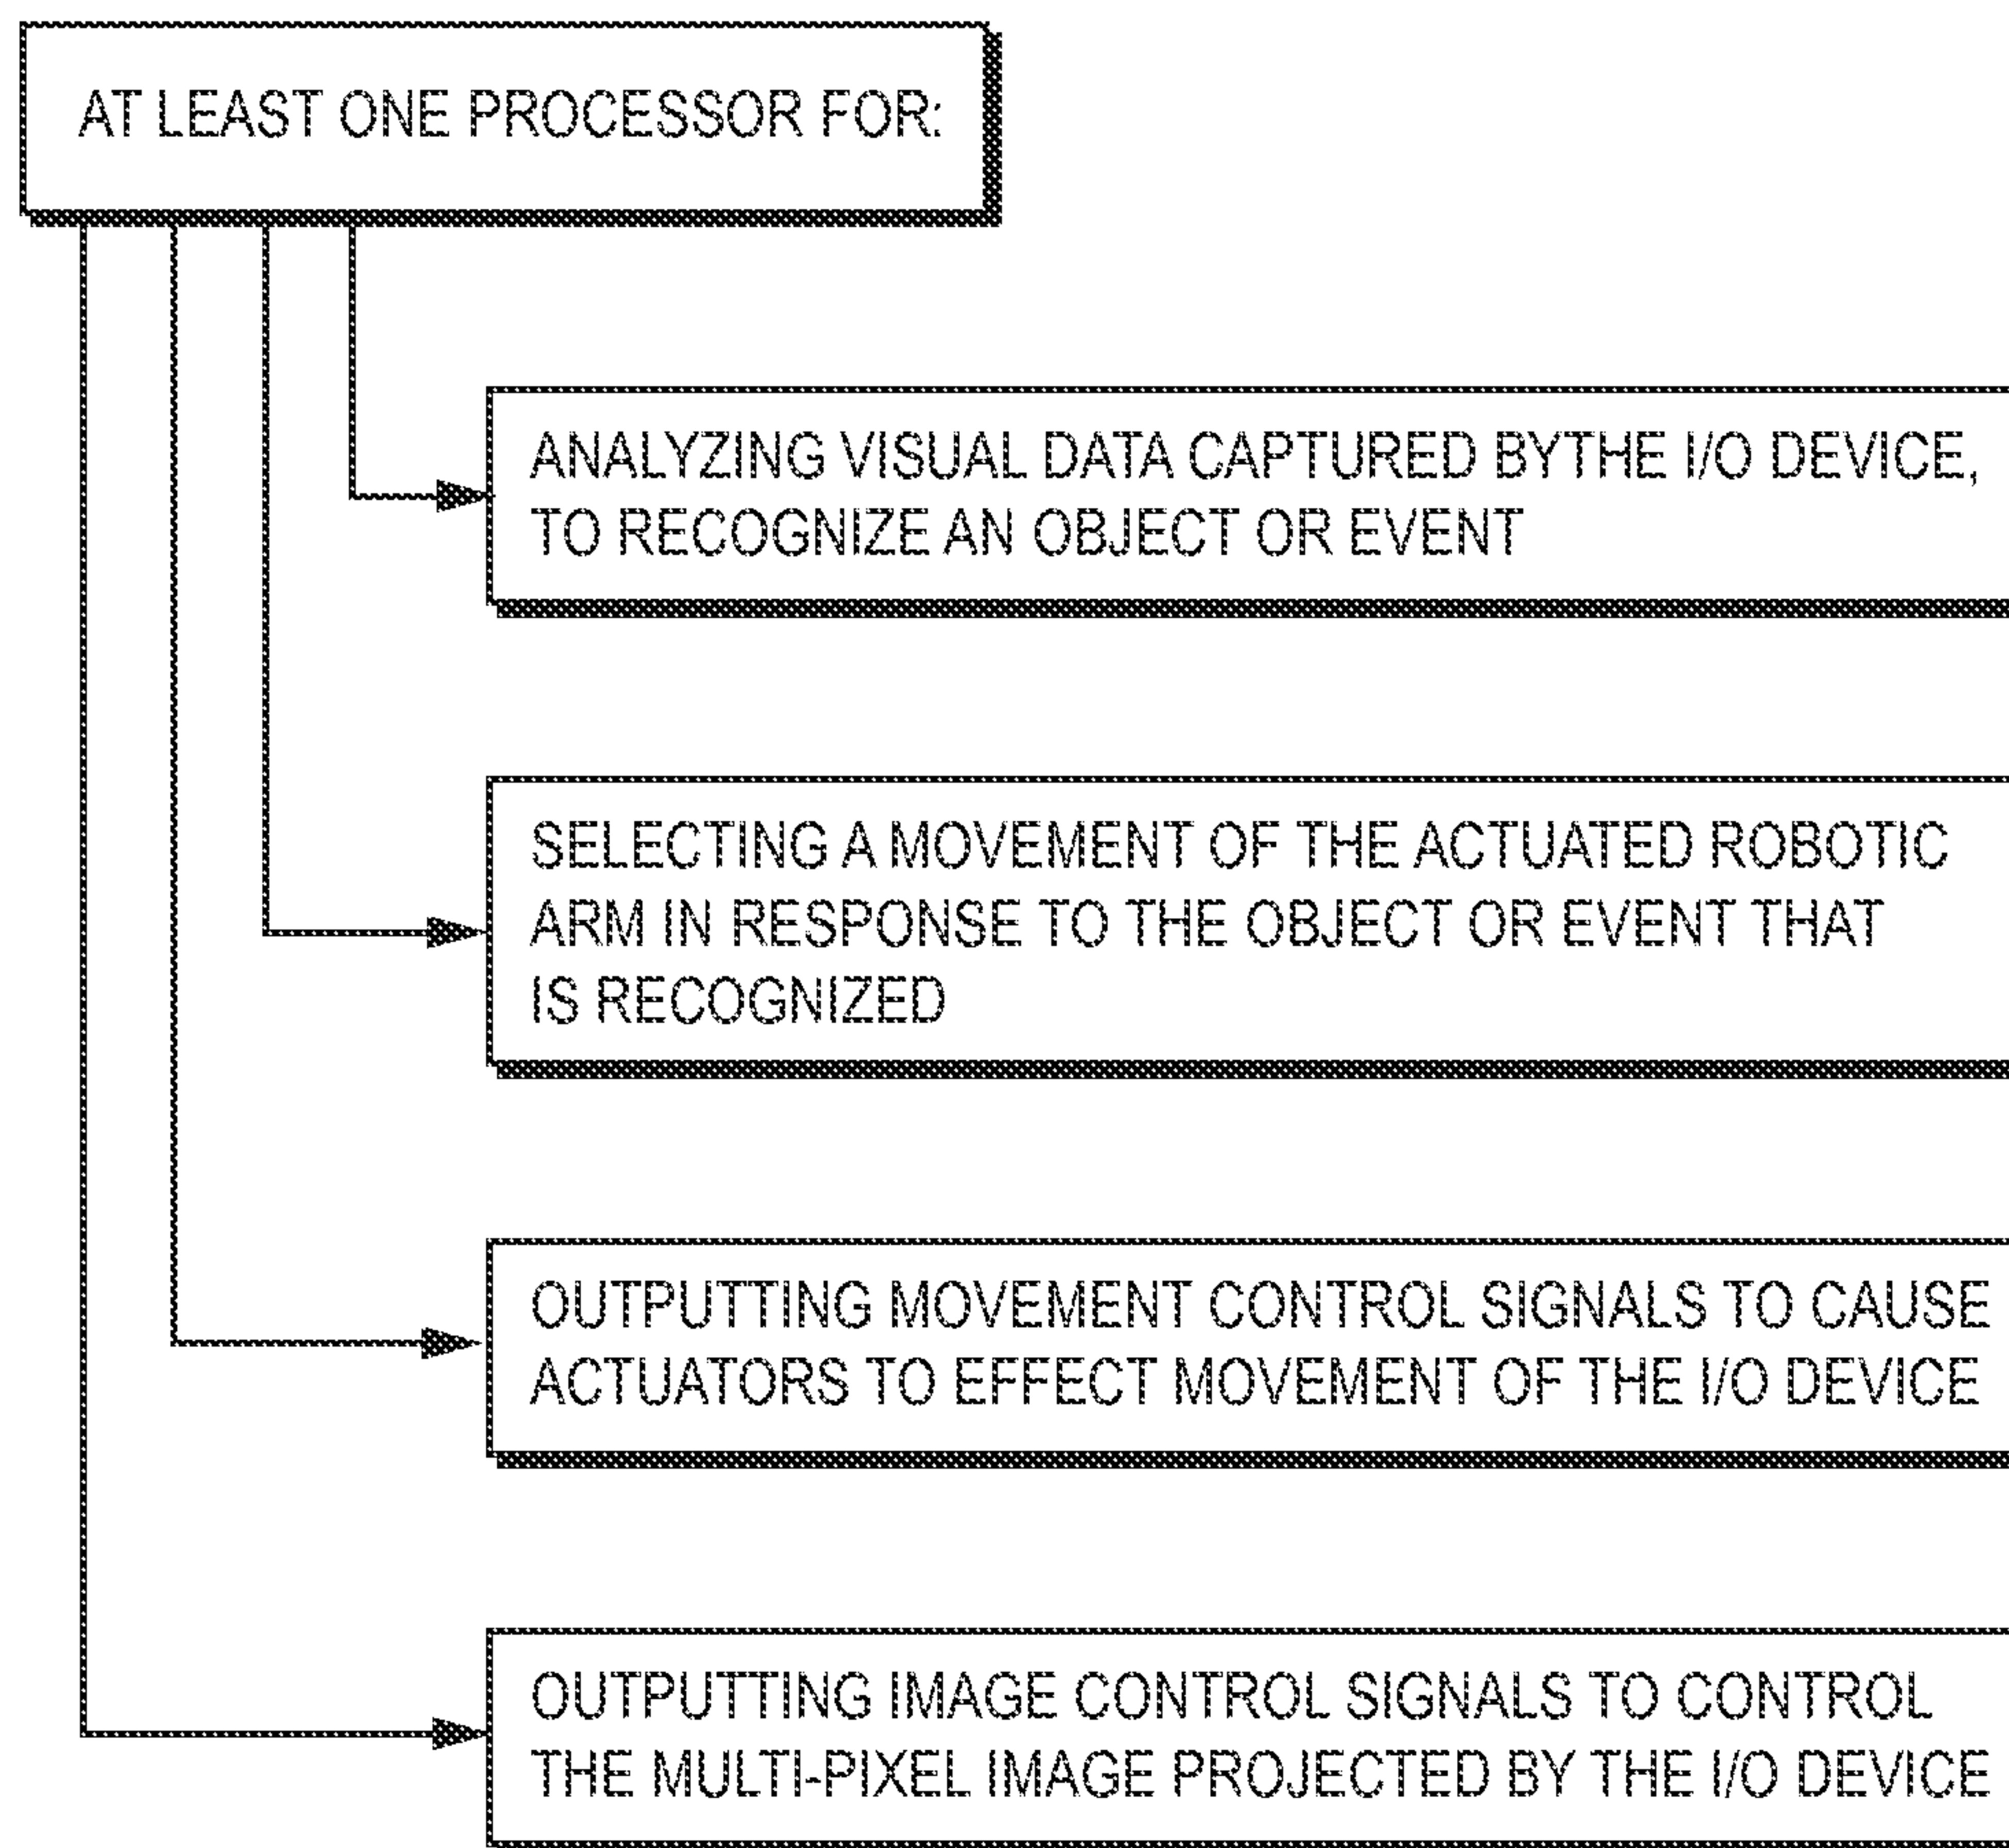 AT LEAST ONE PROCESSOR FOR:
ANALYZING VISUAL DATA CAPTURED BYTHE I/O DEVICE,
TO RECOGNIZE AN OBJECT OR EVENT
SELECTING A MOVEMENT OF THE ACTUATED ROBOTIC
ARM IN RESPONSE TO THE OBJECT OR EVENT THAT
IS RECOGNIZED
OUTPUTTING MOVEMENT CONTROL SIGNALS TO CAUSE
ACTUATORS TO EFFECT MOVEMENT OF THE I/O DEVICE
OUTPUTTING IMAGE CONTROL SIGNALS TO CONTROL
THE MULTI-PIXEL IMAGE PROJECTED BY THE I/O DEVICE